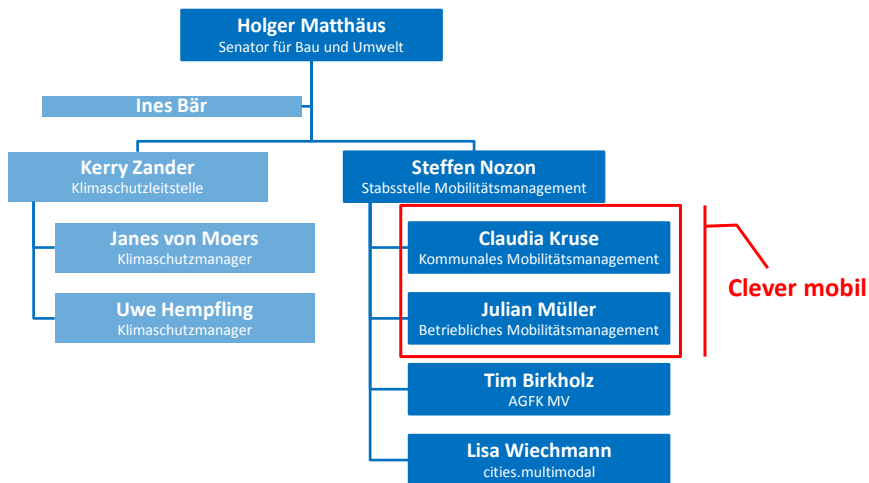 Holger Matthäus
Senator für Bau und Umwelt
Ines Bär
Kerry Zander
Klimaschutzleitstelle
Steffen Nozon
Stabsstelle Mobilitätsmanagement
Janes von Moers
Klimaschutzmanager
Claudia Kruse
Kommunales Mobilitätsmanagement
Clever mobil
Uwe Hempfling
Klimaschutzmanager
Julian Müller
Betriebliches Mobilitätsmanagement
Tim Birkholz
AGFK MV
Lisa Wiechmann
cities.multimodal